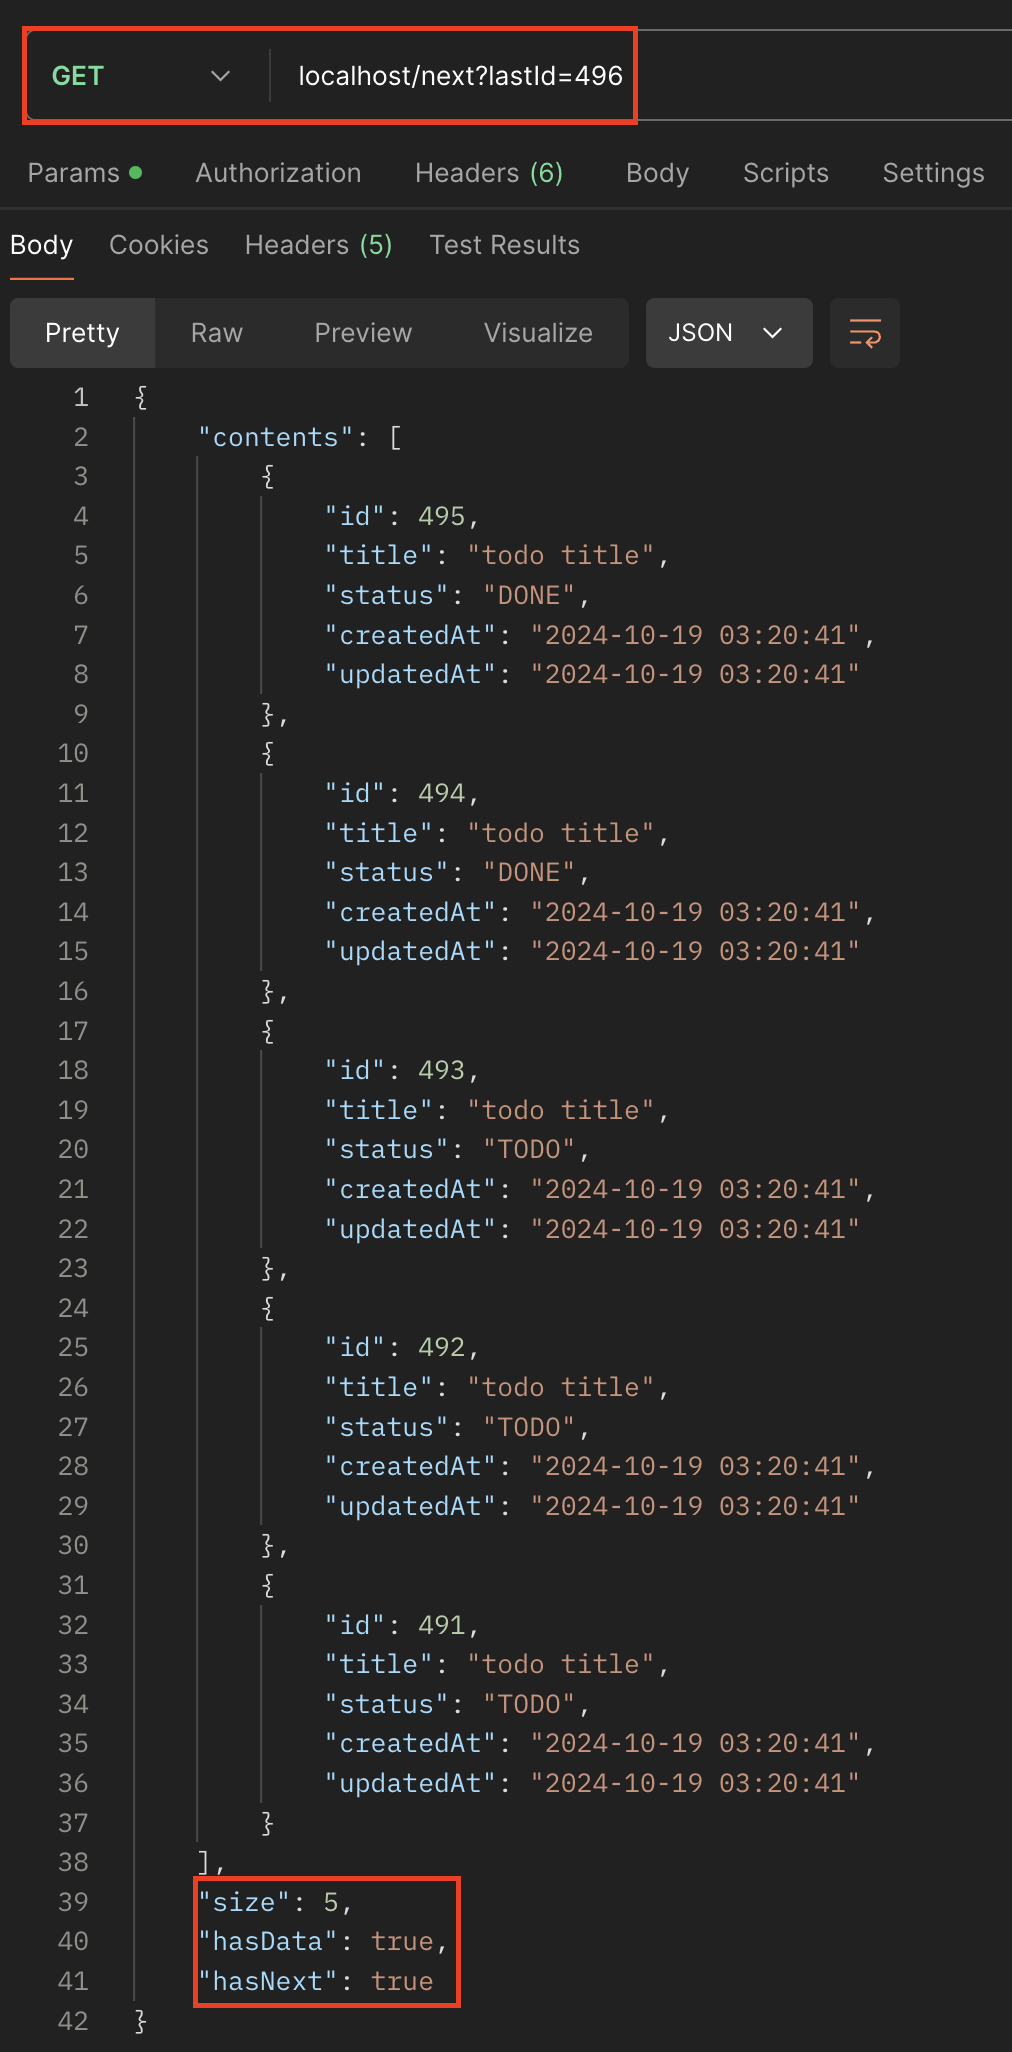 GET localhost/next?lastId=496
Params Authorization Headers (6) Body Scripts Settings
Body Cookies Headers (5) Test Results
Pretty Raw Preview Visualize JSON
1 {
2 "contents": [
3 {
4 "id": 495,
5 "title": "todo title",
6 "status": "DONE",
7 "createdAt": "2024-10-19 03:20:41",
8 "updatedAt": "2024-10-19 03:20:41"
9 },
10 {
11 "id": 494,
12 "title": "todo title",
13 "status": "DONE",
14 "createdAt": "2024-10-19 03:20:41",
15 "updatedAt": "2024-10-19 03:20:41"
16 },
17 {
18 "id": 493,
19 "title": "todo title",
20 "status": "TODO",
21 "createdAt": "2024-10-19 03:20:41",
22 "updatedAt": "2024-10-19 03:20:41"
23 },
24 {
25 "id": 492,
26 "title": "todo title",
27 "status": "TODO",
28 "createdAt": "2024-10-19 03:20:41",
29 "updatedAt": "2024-10-19 03:20:41"
30 },
31 {
32 "id": 491,
33 "title": "todo title",
34 "status": "TODO",
35 "createdAt": "2024-10-19 03:20:41",
36 "updatedAt": "2024-10-19 03:20:41"
37 }
38 ],
39 "size": 5,
40 "hasData": true,
41 "hasNext": true
42 }